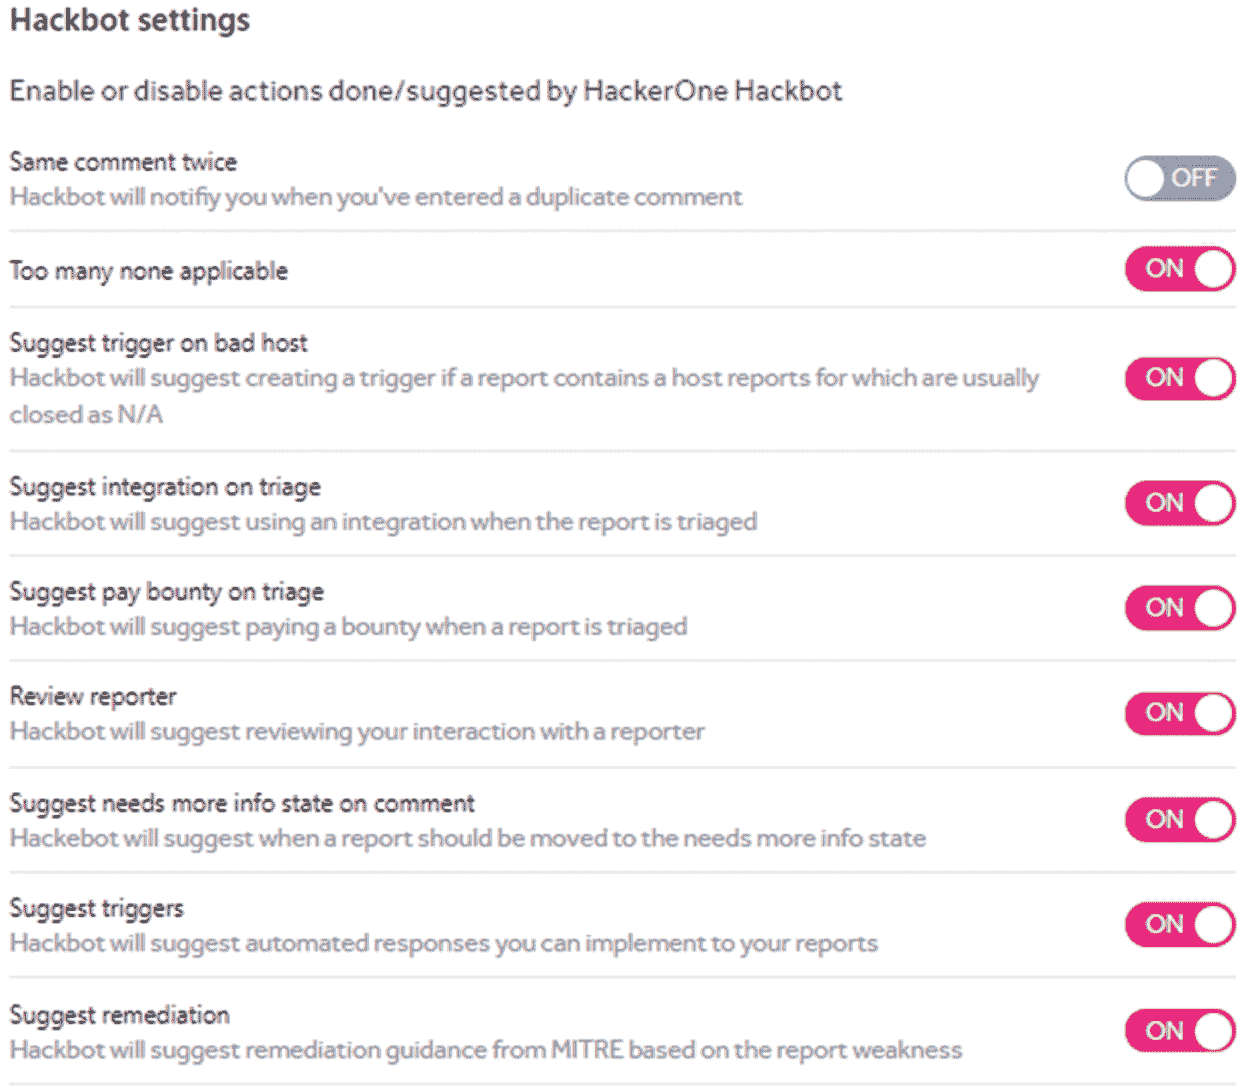 Hackbot settings
Enable or disable actions done/suggested by HackerOne Hackbot
Same comment twice
Hackbot will notifiy you when you've entered a duplicate comment
OFF
Too many none applicable
ON
Suggest trigger on bad host
Hackbot will suggest creating a trigger if a report contains a host reports for which are usually
closed as N/A
ON
Suggest integration on triage
Hackbot will suggest using an integration when the report is triaged
ON
Suggest pay bounty on triage
Hackbot will suggest paying a bounty when a report is triaged
ON
Review reporter
Hackbot will suggest reviewing your interaction with a reporter
ON
Suggest needs more info state on comment
Hackebot will suggest when a report should be moved to the needs more info state
ON
Suggest triggers
Hackbot will suggest automated responses you can implement to your reports
ON
Suggest remediation
Hackbot will suggest remediation guidance from MITRE based on the report weakness
ON